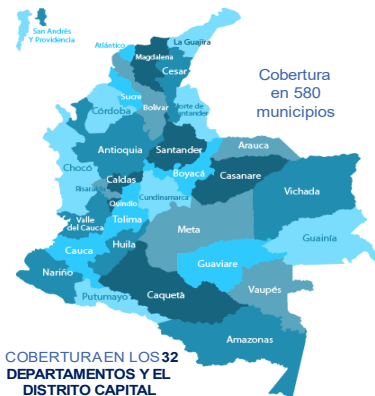 San Andrés
Y Providencia
La Guajira
Atlántico
Magdalena
Cesar
Cobertura
en 580
municipios
Sucre
Córdoba
Bolívar
Norte de
Santander
Antioquia
Santander
Arauca
Chocó
Boyacá
Casanare
Caldas
Risaralda
Vichada
Cundinamarca
Quindío
Tolima
Valle
del Cauca
Meta
Guainía
Cauca
Huila
Guaviare
Nariño
Vaupés
Putumayo
Caquetà
Amazonas
COBERTURA EN LOS 32
DEPARTAMENTOS Y EL
DISTRITO CAPITAL